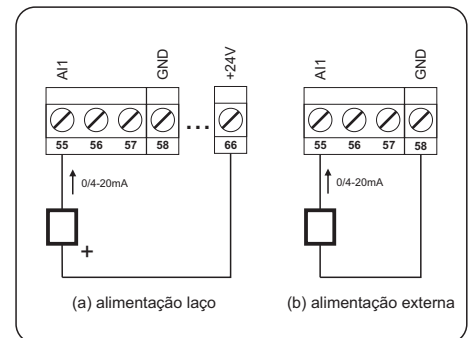 AI1 GND +24V
55 56 57 58 ... 66
0/4-20mA
+
(a) alimentação laço
AI1 GND
55 56 57 58
0/4-20mA
(b) alimentação externa